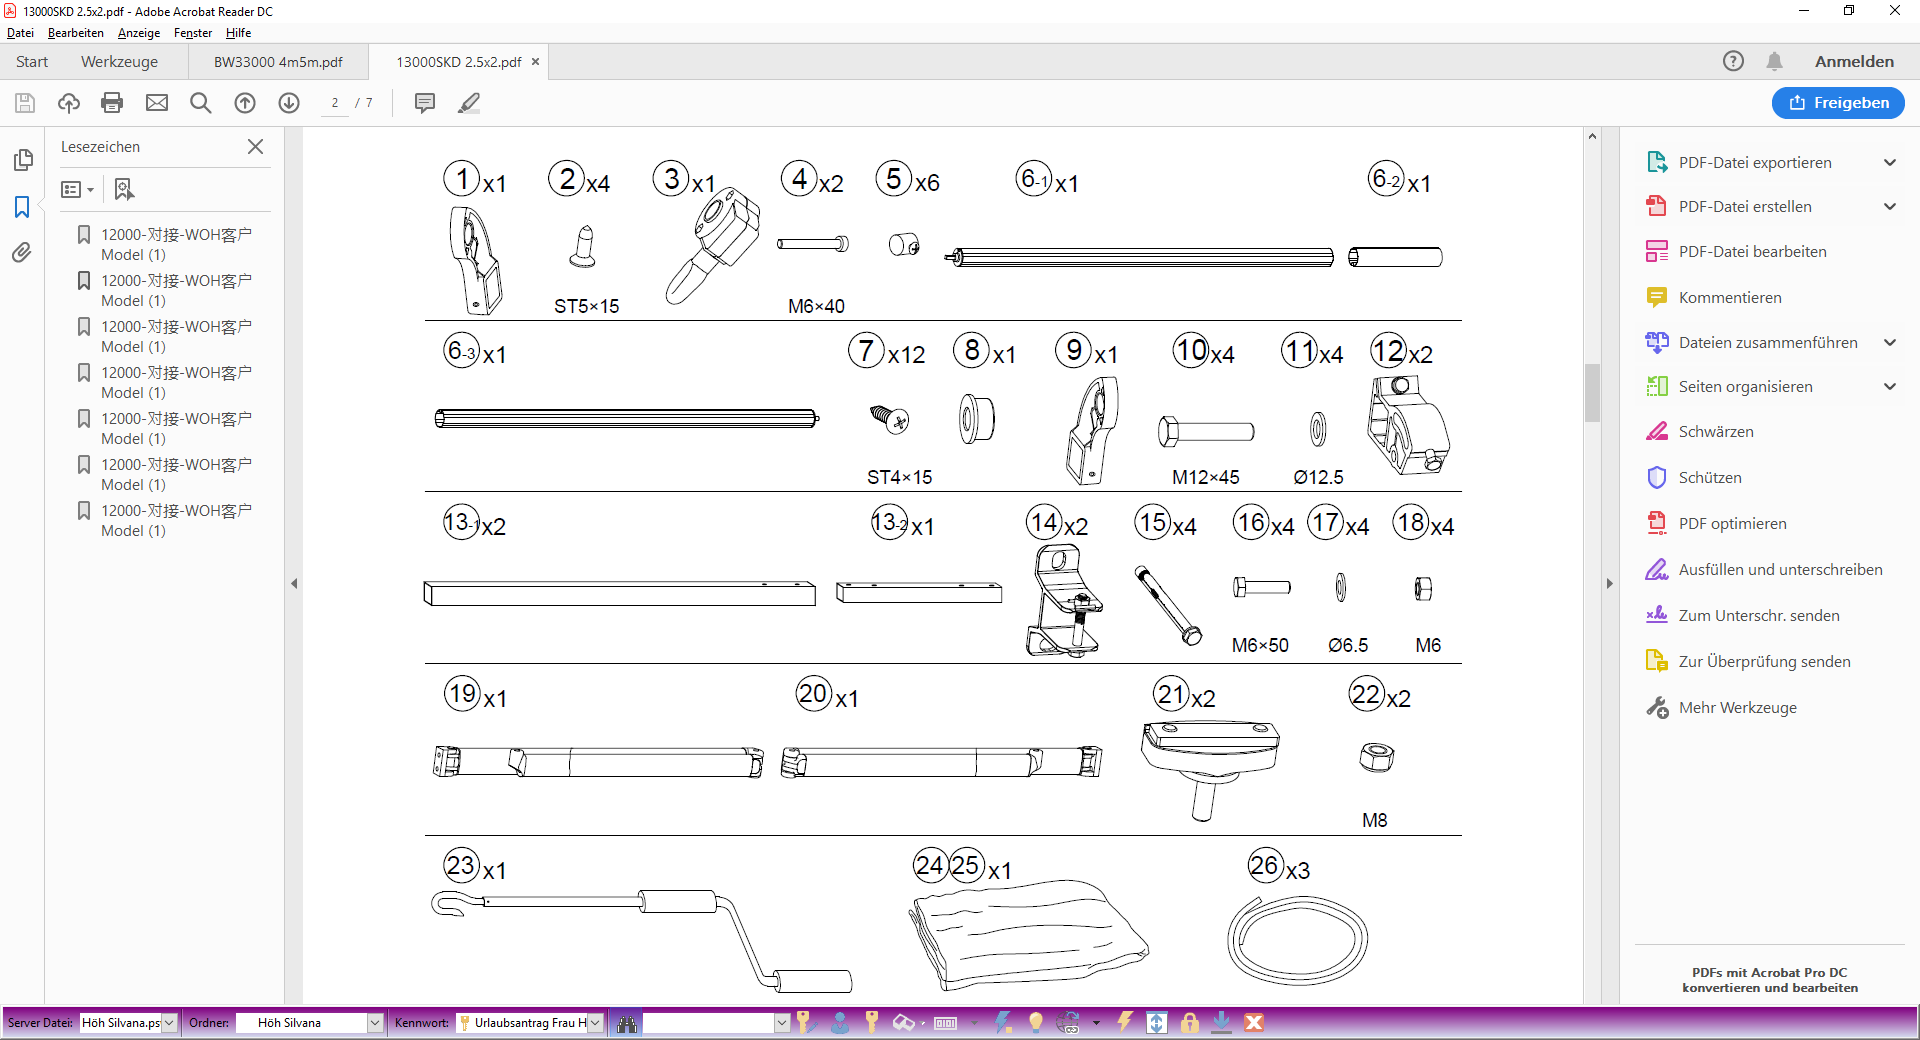 13000SKD 2.5x2.pdf - Adobe Acrobat Reader DC
Datei Bearbeiten Anzeige Fenster Hilfe
Start Werkzeuge BW33000 4m5m.pdf 13000SKD 2.5x2.pdf ×
Anmelden
2 / 7
Freigeben
Lesezeichen
12000-对接-WOH客户
Model (1)
12000-对接-WOH客户
Model (1)
12000-对接-WOH客户
Model (1)
12000-对接-WOH客户
Model (1)
12000-对接-WOH客户
Model (1)
12000-对接-WOH客户
Model (1)
12000-对接-WOH客户
Model (1)
1 x1 2 x4 3 x1 4 x2 5 x6 6-1 x1 6-2 x1
ST5×15 M6×40
6-3 x1 7 x12 8 x1 9 x1 10 x4 11 x4 12 x2
ST4×15 M12×45 Ø12.5
13-1 x2 13-2 x1 14 x2 15 x4 16 x4 17 x4 18 x4
M6×50 Ø6.5 M6
19 x1 20 x1 21 x2 22 x2
M8
23 x1 24 25 x1 26 x3
PDF-Datei exportieren
PDF-Datei erstellen
PDF-Datei bearbeiten
Kommentieren
Dateien zusammenführen
Seiten organisieren
Schwärzen
Schützen
PDF optimieren
Ausfüllen und unterschreiben
Zum Unterschr. senden
Zur Überprüfung senden
Mehr Werkzeuge
PDFs mit Acrobat Pro DC
konvertieren und bearbeiten
Server Datei: Höh Silvana.ps Ordner: Höh Silvana Kennwort: Urlaubsantrag Frau H